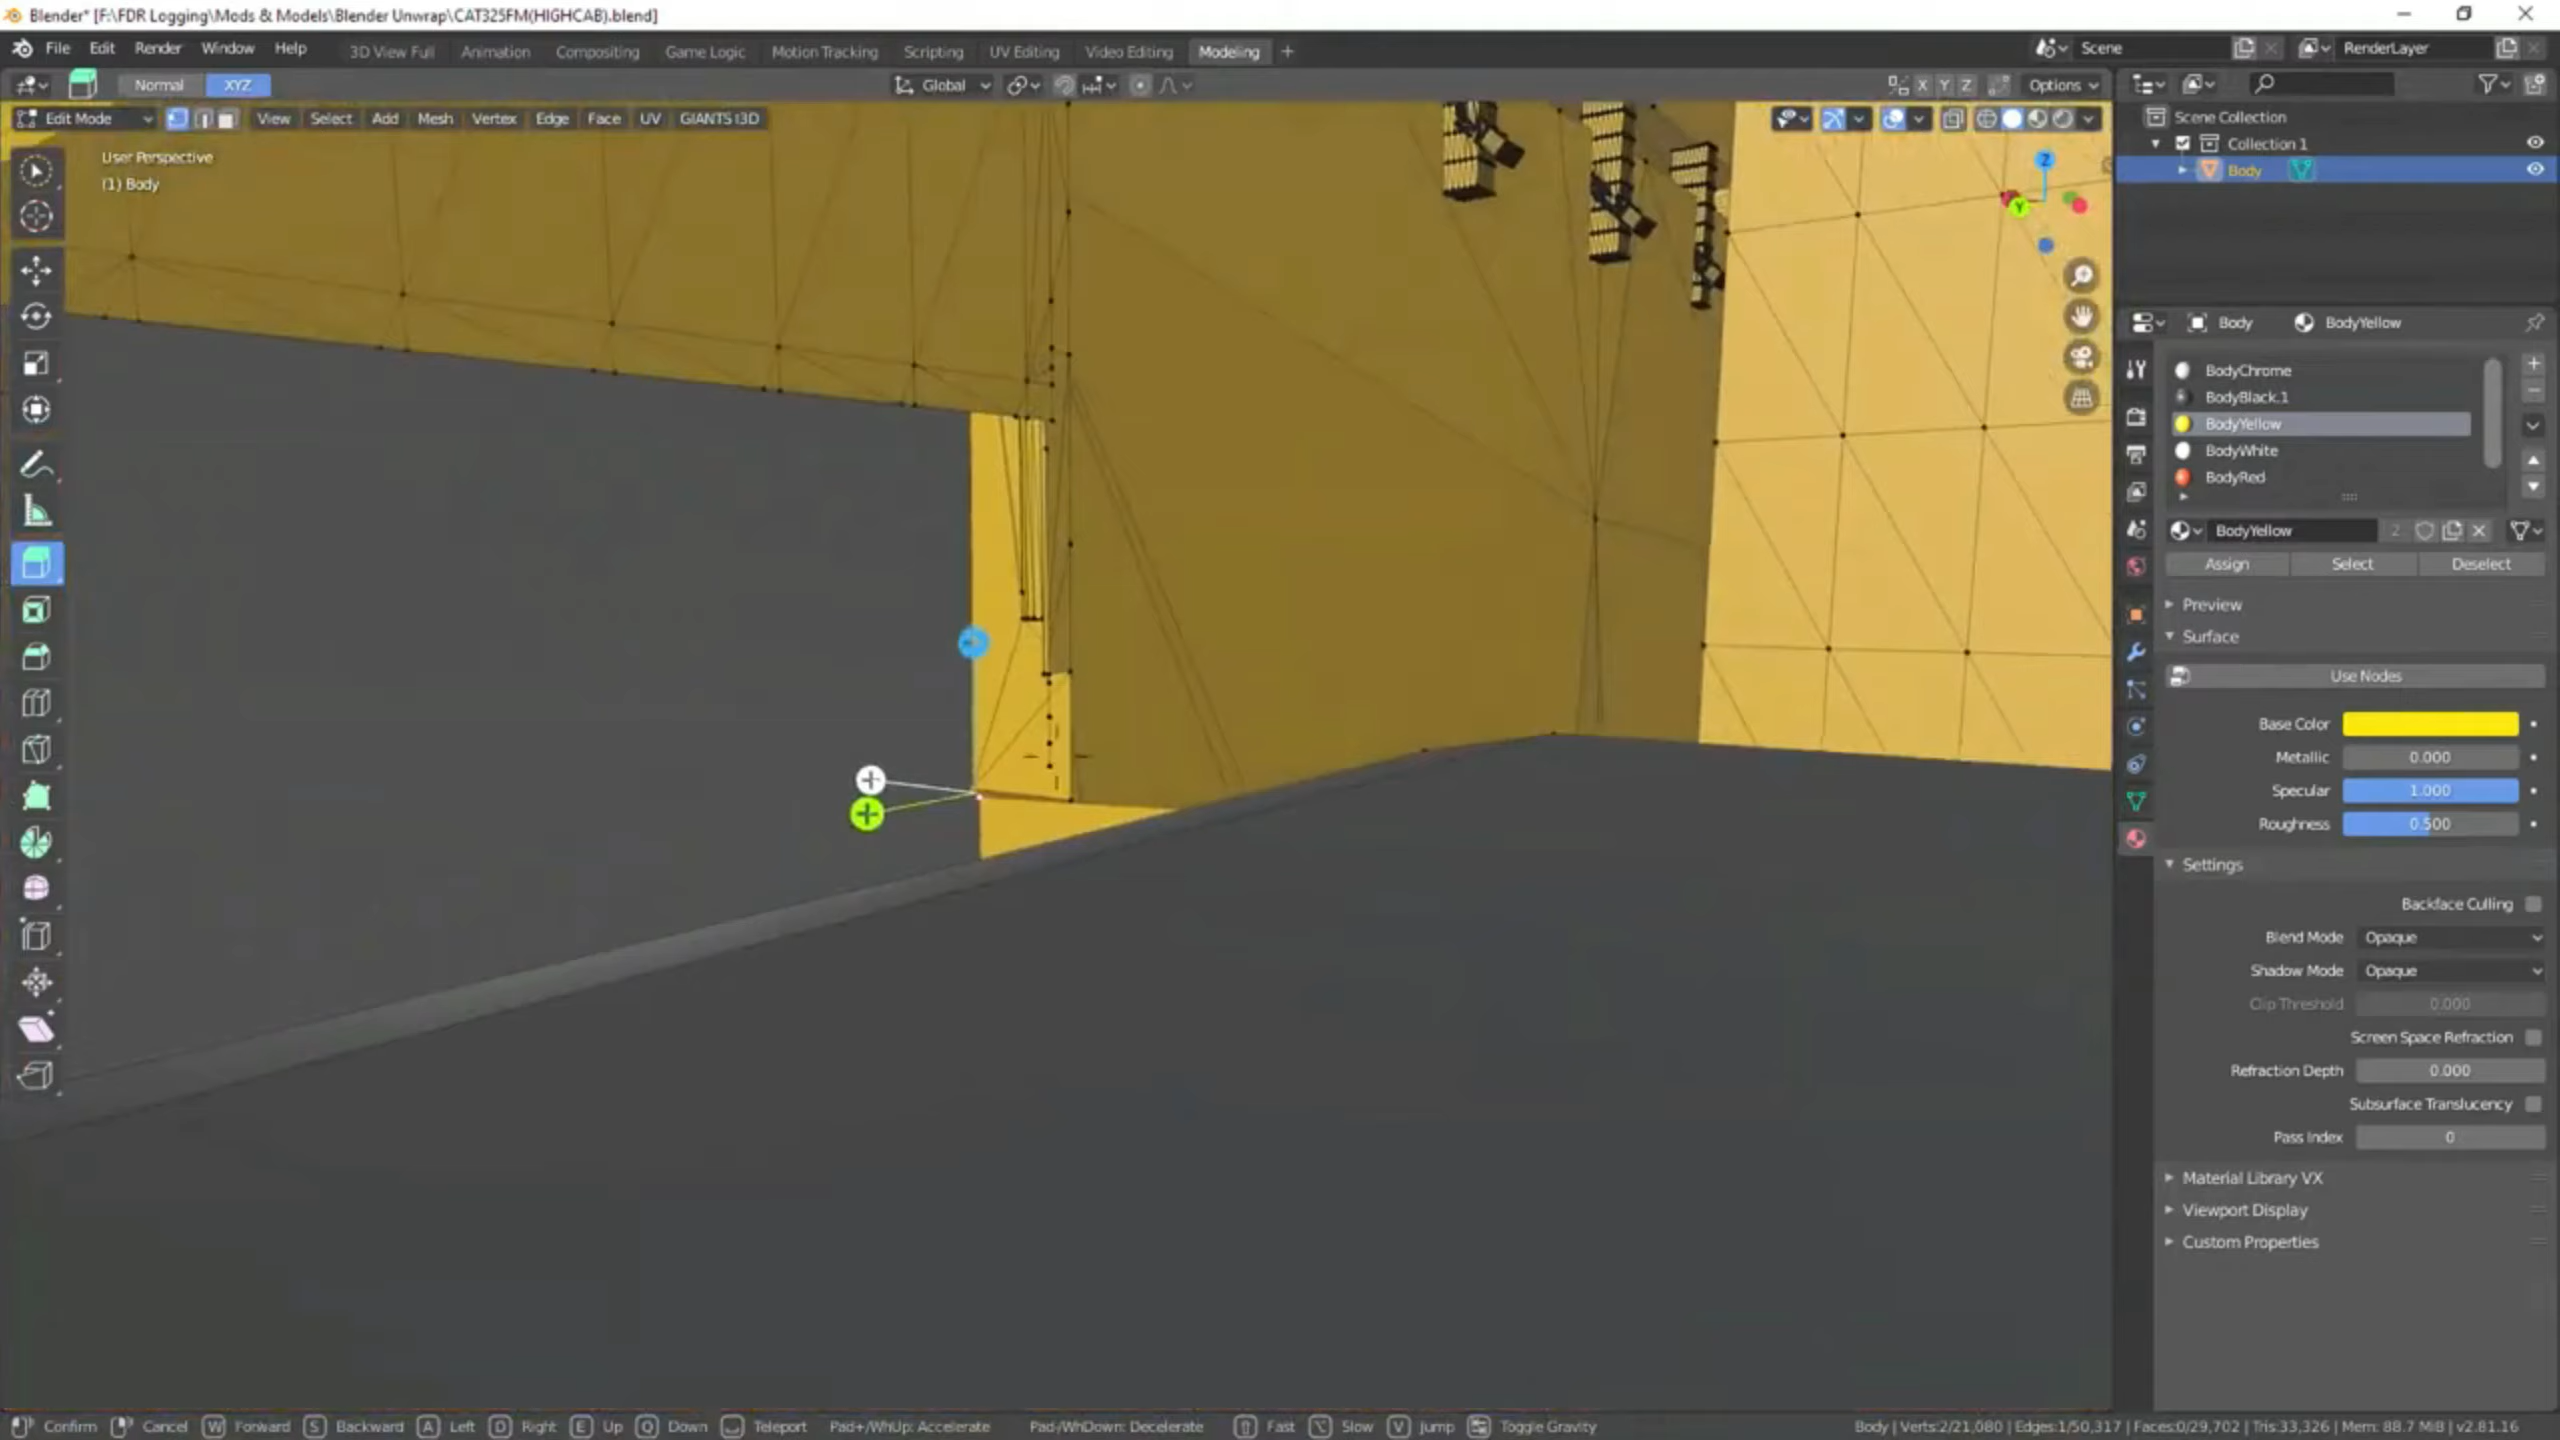 Blender* [F:\FDR Logging\Mods & Models\Blender Unwrap\CAT325FM(HIGHCAB).blend]
File Edit Render Window Help 3D View Full Animation Compositing Game Logic Motion Tracking Scripting UV Editing Video Editing Modeling + Scene RenderLayer
Normal XYZ Global X Y Z Options
Edit Mode View Select Add Mesh Vertex Edge Face UV GIANTS I3D
User Perspective
(1) Body
Z
Y
Scene Collection
Collection 1
Body
Body BodyYellow
BodyChrome
BodyBlack.1
BodyYellow
BodyWhite
BodyRed
BodyYellow 2
Assign Select Deselect
Preview
Surface
Use Nodes
Base Color
Metallic 0.000
Specular 1.000
Roughness 0.500
Settings
Backface Culling
Blend Mode Opaque
Shadow Mode Opaque
Clip Threshold 0.000
Screen Space Refraction
Refraction Depth 0.000
Subsurface Translucency
Pass Index 0
Material Library VX
Viewport Display
Custom Properties
Confirm Cancel W Forward S Backward A Left D Right E Up Q Down Teleport Pad+/WhUp: Accelerate Pad-/WhDown: Decelerate Fast Slow V Jump Toggle Gravity Body | Verts:2/21,080 | Edges:1/50,317 | Faces:0/29,702 | Tris:33,326 | Mem: 88.7 MiB | v2.81.16